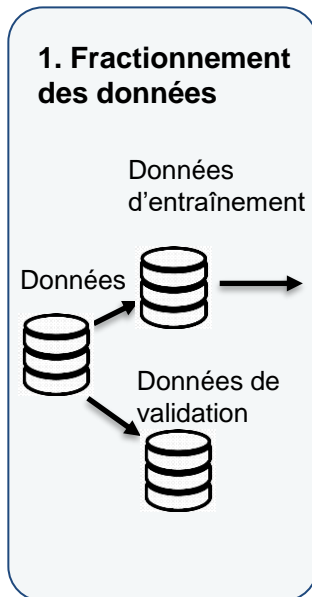 1. Fractionnement
des données
Données
d’entraînement
Données
Données de
validation